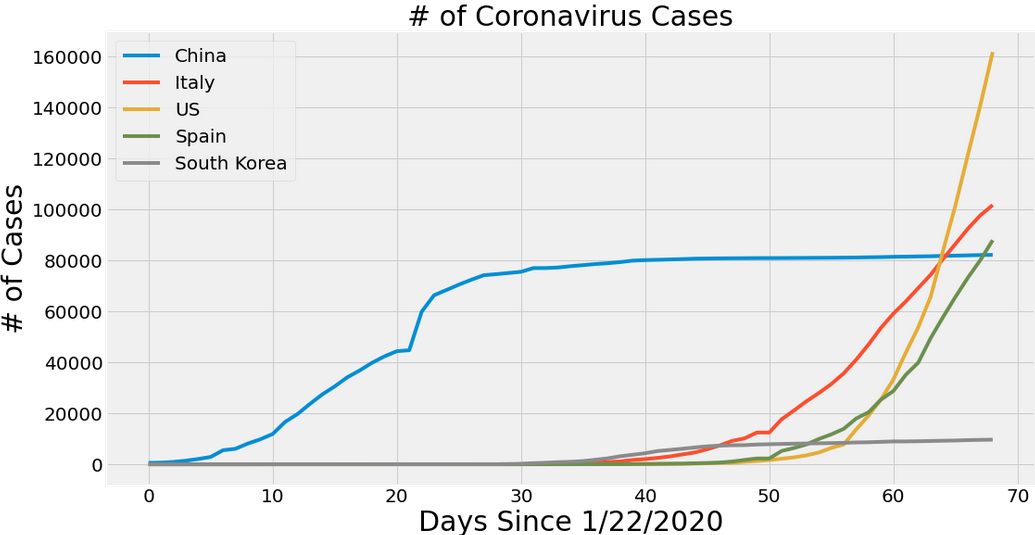 # of Coronavirus Cases
# of Cases
160000
140000
120000
100000
80000
60000
40000
20000
0
China
Italy
US
Spain
South Korea
0 10 20 30 40 50 60 70
Days Since 1/22/2020